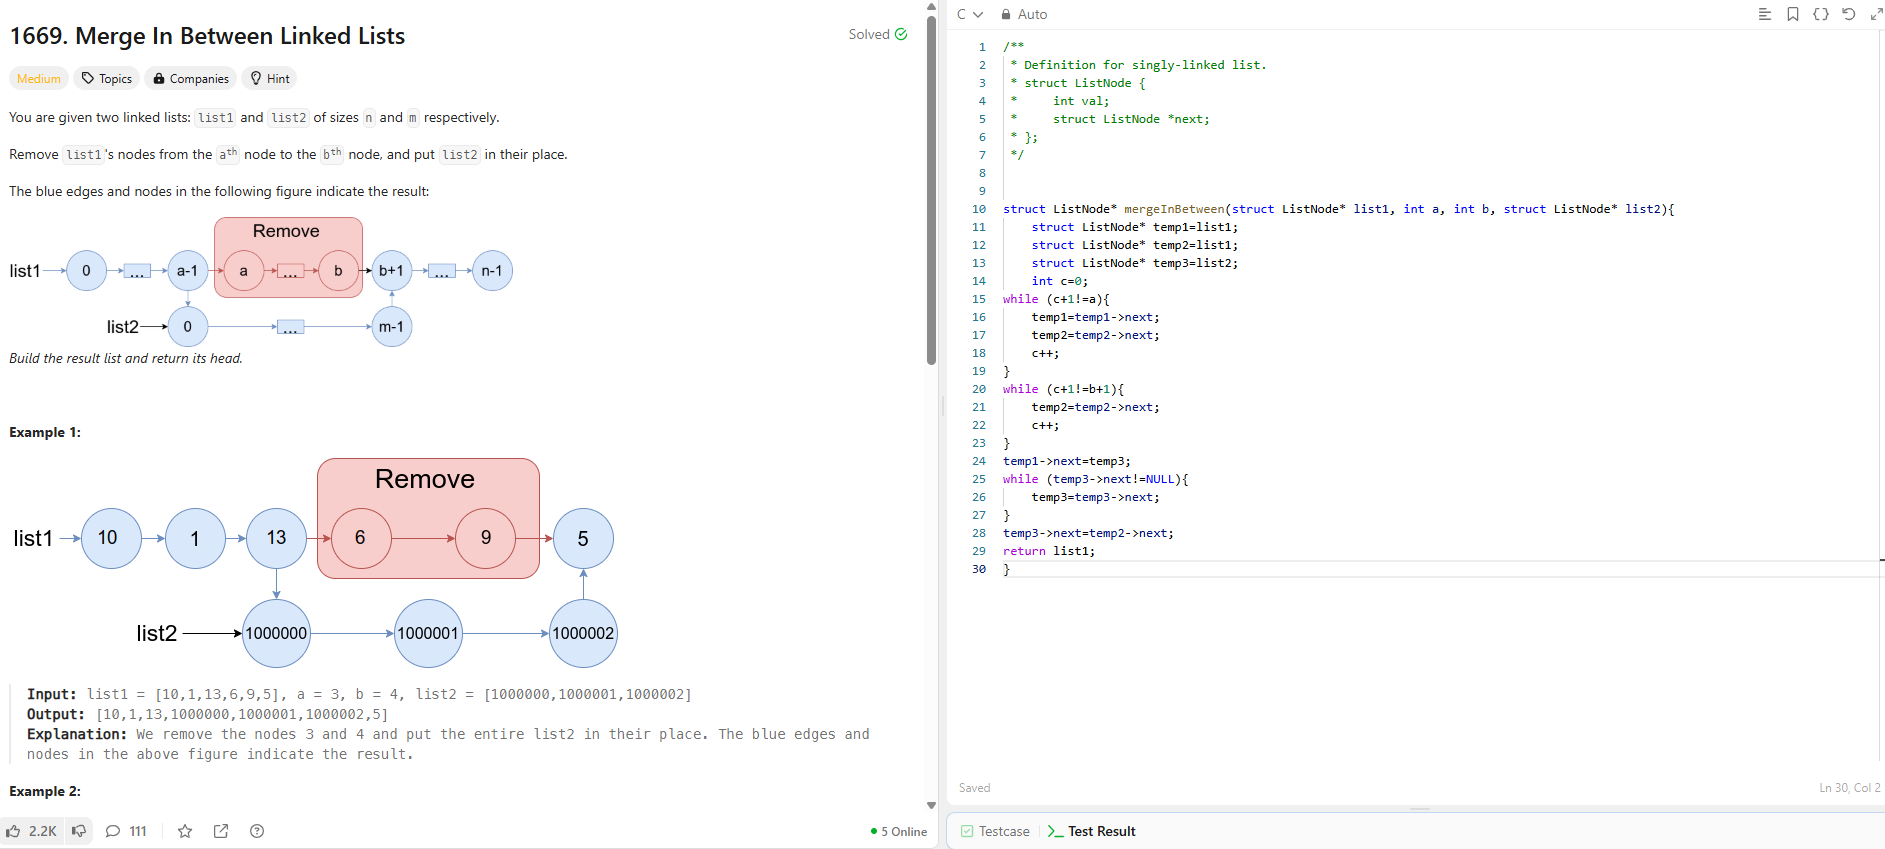 1669. Merge In Between Linked Lists
Solved
Medium Topics Companies Hint
You are given two linked lists: list1 and list2 of sizes n and m respectively.
Remove list1's nodes from the ath node to the bth node, and put list2 in their place.
The blue edges and nodes in the following figure indicate the result:
Remove
list1 0 ... a-1 a ... b b+1 ... n-1
list2 0 ... m-1
Build the result list and return its head.
Example 1:
Remove
list1 10 1 13 6 9 5
list2 1000000 1000001 1000002
Input: list1 = [10,1,13,6,9,5], a = 3, b = 4, list2 = [1000000,1000001,1000002]
Output: [10,1,13,1000000,1000001,1000002,5]
Explanation: We remove the nodes 3 and 4 and put the entire list2 in their place. The blue edges and
nodes in the above figure indicate the result.
Example 2:
2.2K 111 5 Online
C Auto
1 /**
2 * Definition for singly-linked list.
3 * struct ListNode {
4 *     int val;
5 *     struct ListNode *next;
6 * };
7 */
8
9
10 struct ListNode* mergeInBetween(struct ListNode* list1, int a, int b, struct ListNode* list2){
11     struct ListNode* temp1=list1;
12     struct ListNode* temp2=list1;
13     struct ListNode* temp3=list2;
14     int c=0;
15 while (c+1!=a){
16     temp1=temp1->next;
17     temp2=temp2->next;
18     c++;
19 }
20 while (c+1!=b+1){
21     temp2=temp2->next;
22     c++;
23 }
24 temp1->next=temp3;
25 while (temp3->next!=NULL){
26     temp3=temp3->next;
27 }
28 temp3->next=temp2->next;
29 return list1;
30 }
Saved Ln 30, Col 2
Testcase Test Result